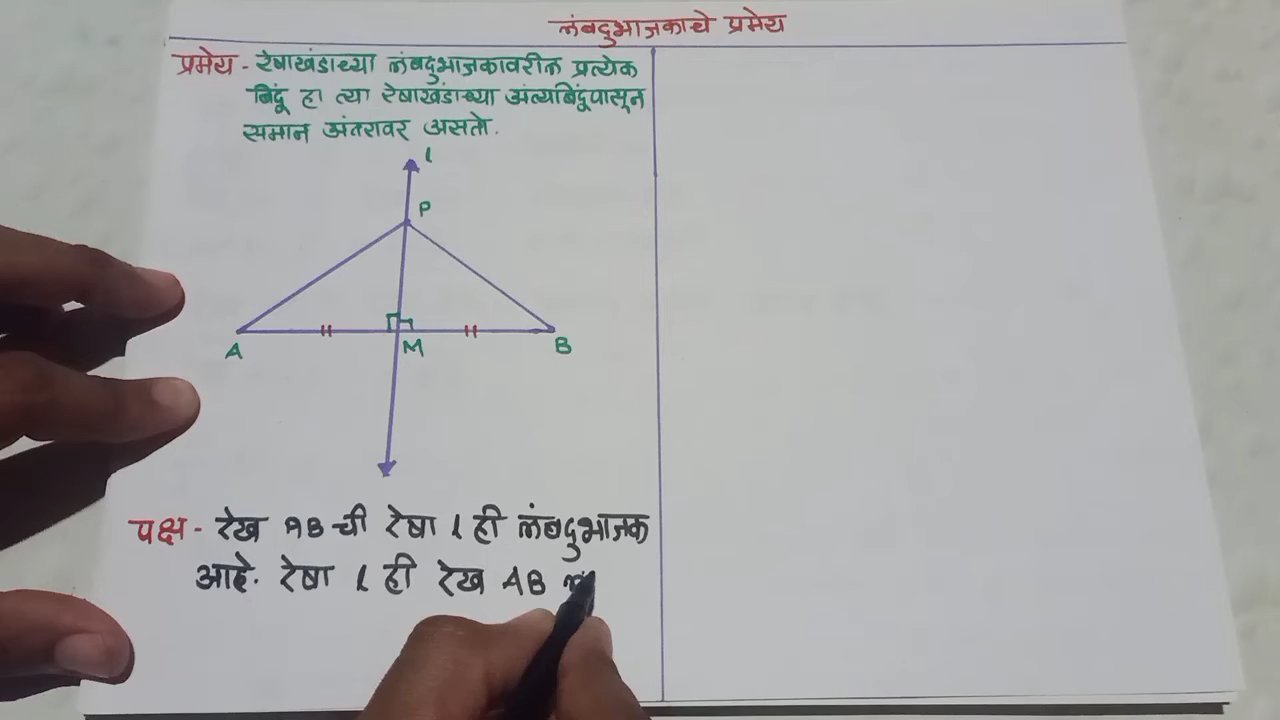 लंबदुभाजकाचे प्रमेय
प्रमेय - रेषाखंडाच्या लंबदुभाजकावरील प्रत्येक
बिंदू हा त्या रेषाखंडाच्या अंत्यबिंदूपासून
समान अंतरावर असतो.
l
P
A
M
B
पक्ष - रेख AB ची रेषा l ही लंबदुभाजक
आहे. रेषा l ही रेख AB